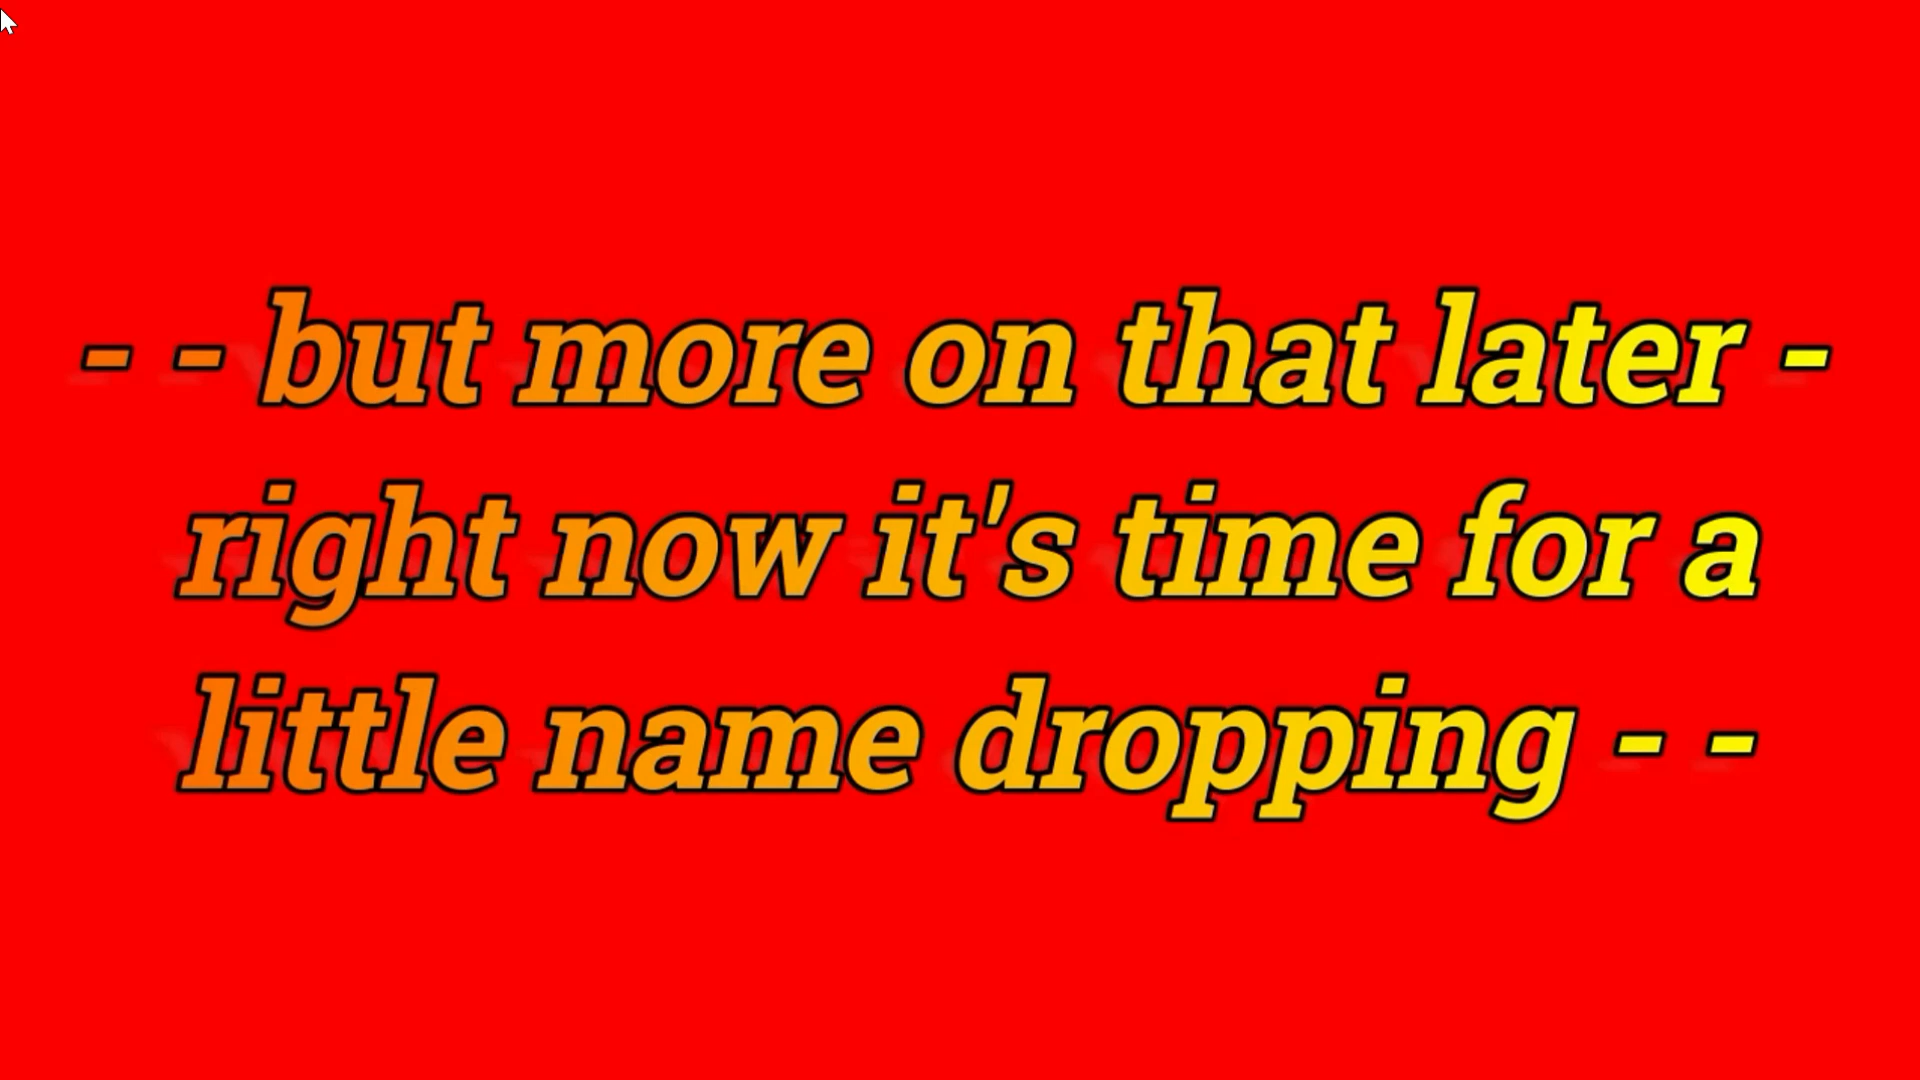 - - but more on that later -
right now it's time for a
little name dropping - -